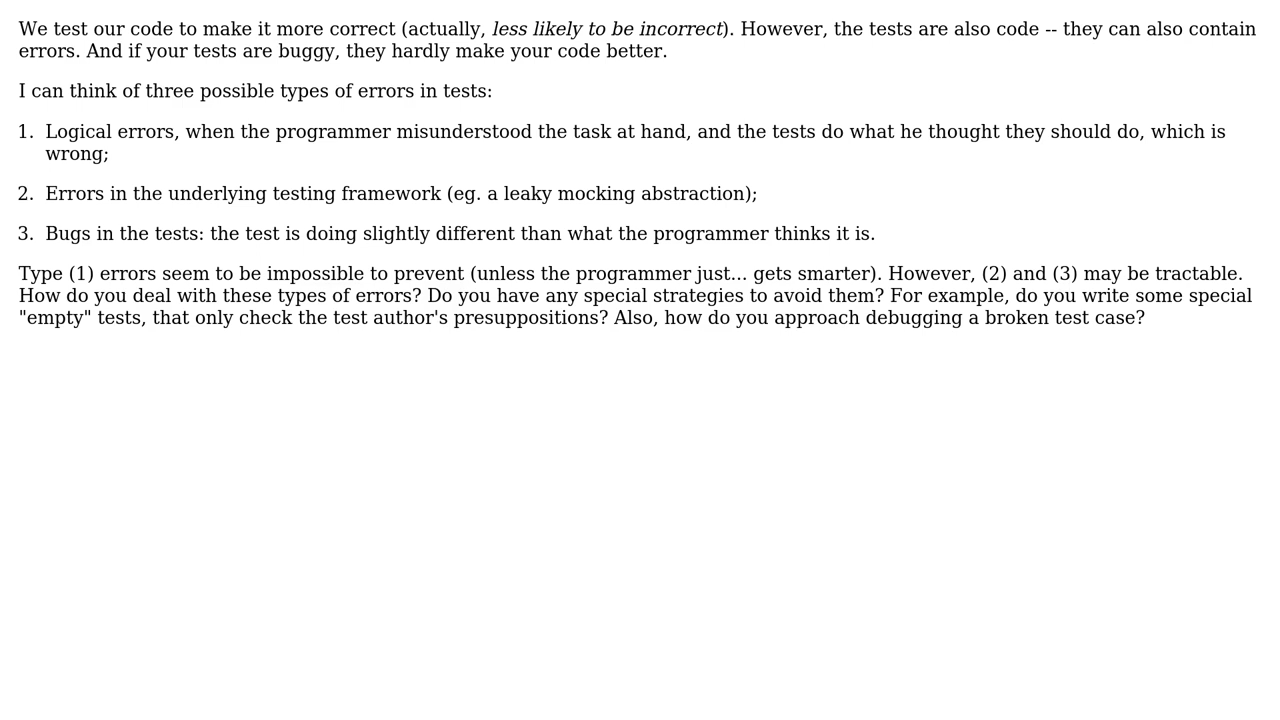 We test our code to make it more correct (actually, less likely to be incorrect). However, the tests are also code -- they can also contain
errors. And if your tests are buggy, they hardly make your code better.
I can think of three possible types of errors in tests:
1. Logical errors, when the programmer misunderstood the task at hand, and the tests do what he thought they should do, which is
wrong;
2. Errors in the underlying testing framework (eg. a leaky mocking abstraction);
3. Bugs in the tests: the test is doing slightly different than what the programmer thinks it is.
Type (1) errors seem to be impossible to prevent (unless the programmer just... gets smarter). However, (2) and (3) may be tractable.
How do you deal with these types of errors? Do you have any special strategies to avoid them? For example, do you write some special
"empty" tests, that only check the test author's presuppositions? Also, how do you approach debugging a broken test case?